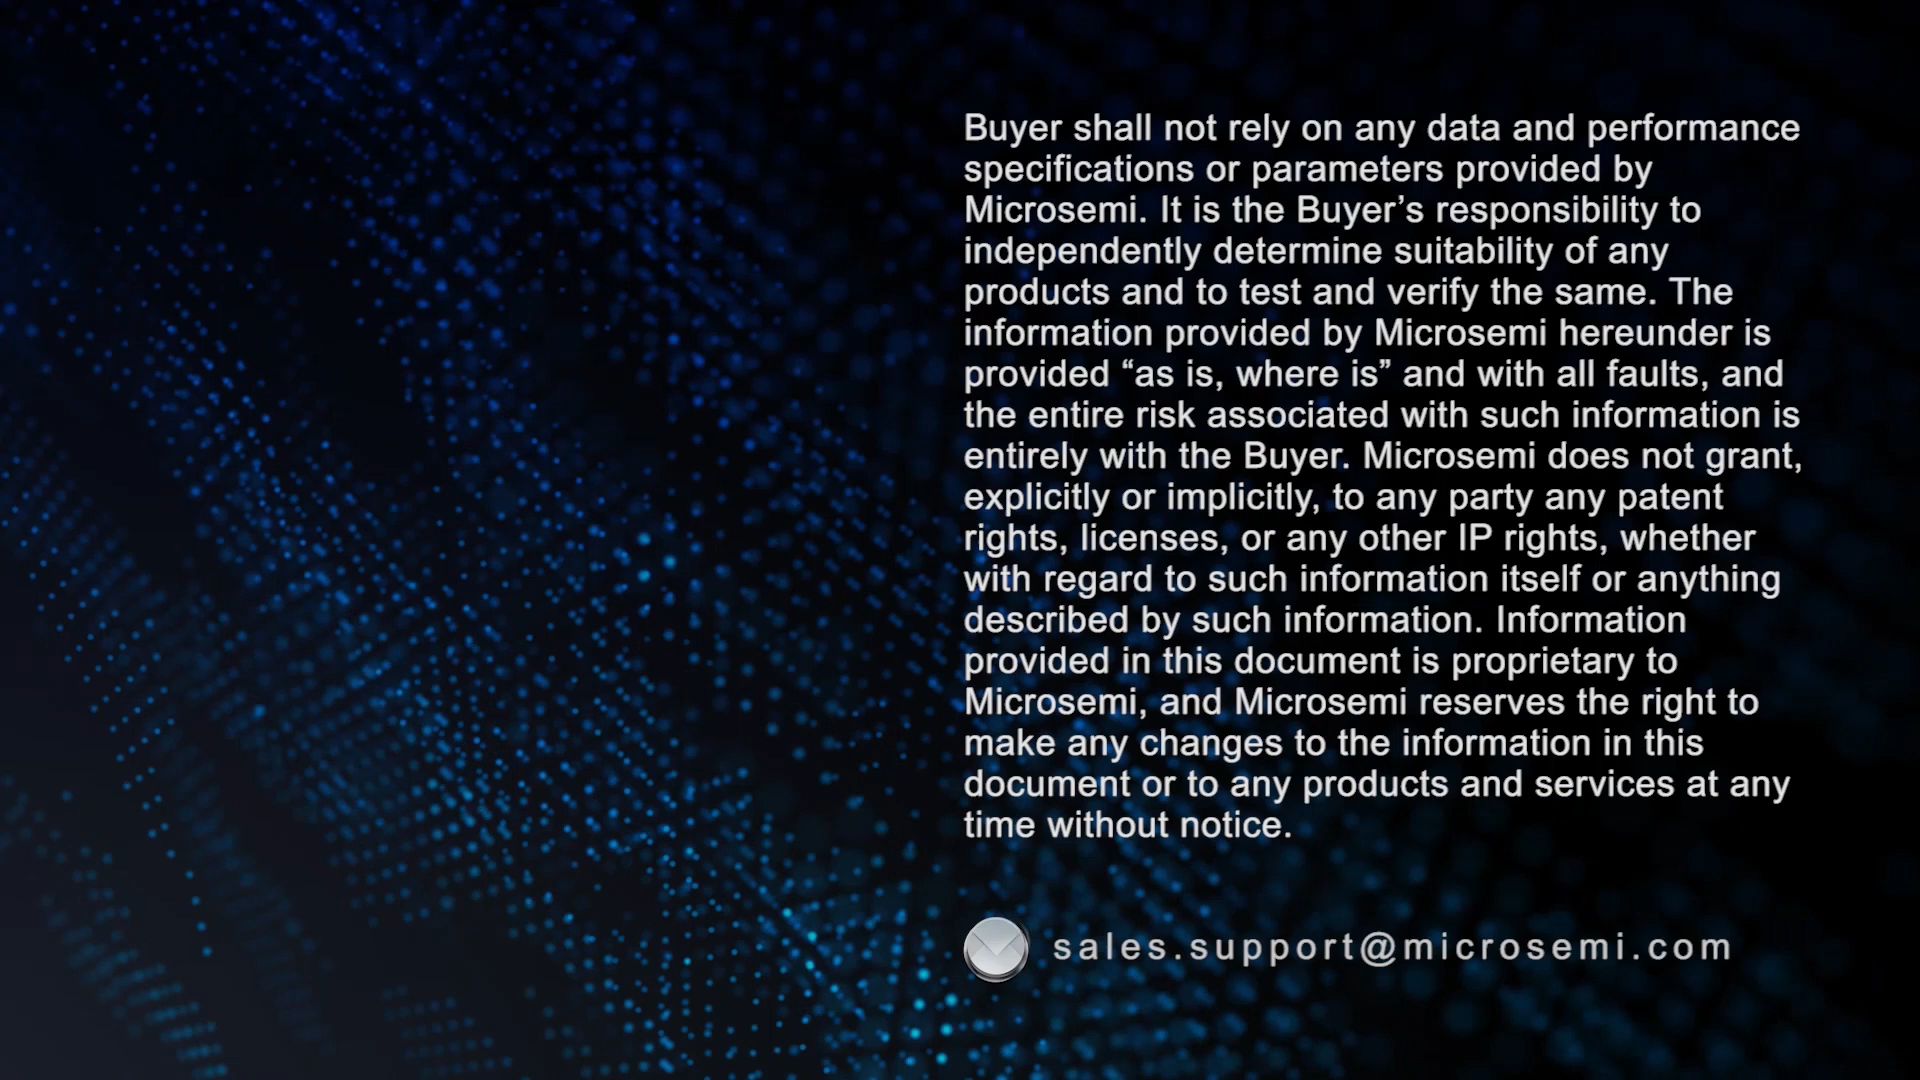 Buyer shall not rely on any data and performance
specifications or parameters provided by
Microsemi. It is the Buyer’s responsibility to
independently determine suitability of any
products and to test and verify the same. The
information provided by Microsemi hereunder is
provided “as is, where is” and with all faults, and
the entire risk associated with such information is
entirely with the Buyer. Microsemi does not grant,
explicitly or implicitly, to any party any patent
rights, licenses, or any other IP rights, whether
with regard to such information itself or anything
described by such information. Information
provided in this document is proprietary to
Microsemi, and Microsemi reserves the right to
make any changes to the information in this
document or to any products and services at any
time without notice.
sales.support@microsemi.com